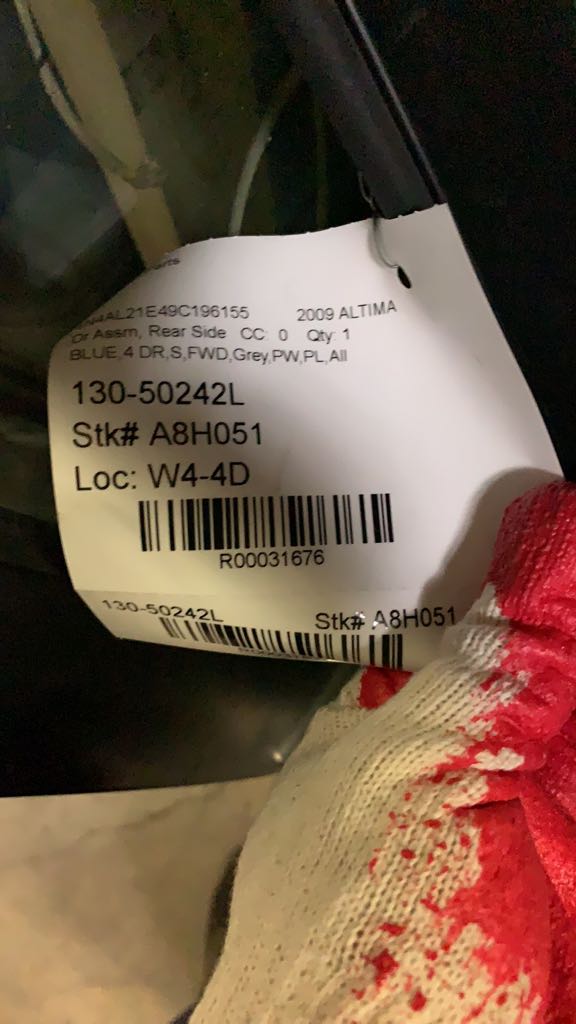 N4AL21E49C196155 2009 ALTIMA
Dr Assm, Rear Side CC: 0 Qty: 1
BLUE,4 DR,S,FWD,Grey,PW,PL,All
130-50242L
Stk# A8H051
Loc: W4-4D
R00031676
130-50242L Stk# A8H051